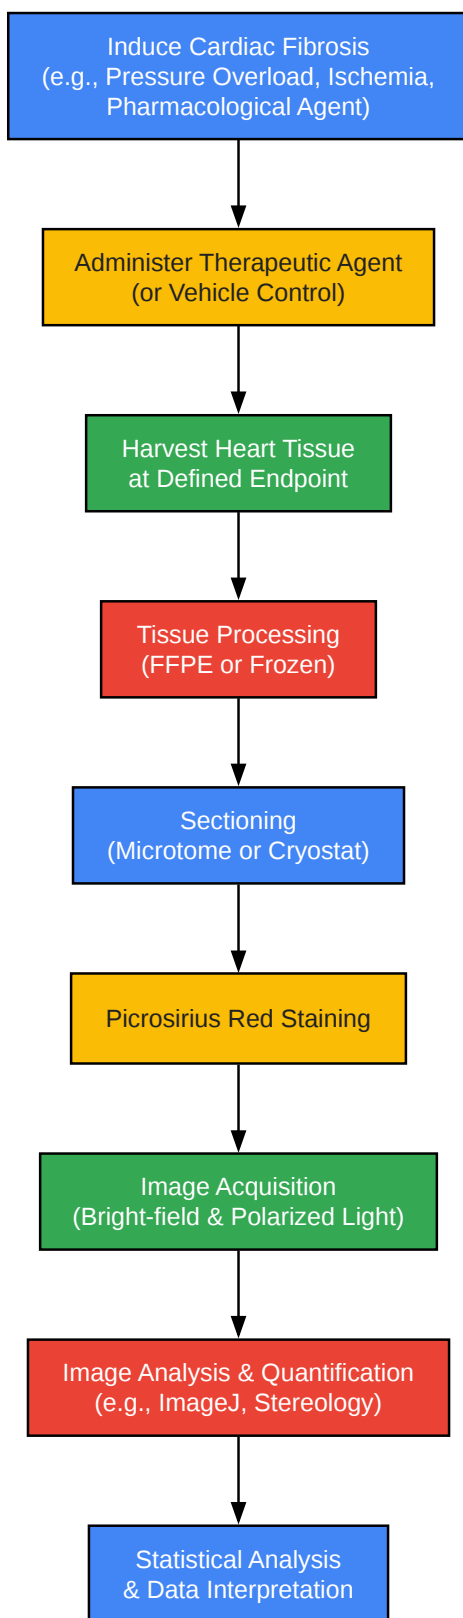 Induce Cardiac Fibrosis
(e.g., Pressure Overload, Ischemia,
Pharmacological Agent)
Administer Therapeutic Agent
(or Vehicle Control)
Harvest Heart Tissue
at Defined Endpoint
Tissue Processing
(FFPE or Frozen)
Sectioning
(Microtome or Cryostat)
Picrosirius Red Staining
Image Acquisition
(Bright-field & Polarized Light)
Image Analysis & Quantification
(e.g., ImageJ, Stereology)
Statistical Analysis
& Data Interpretation